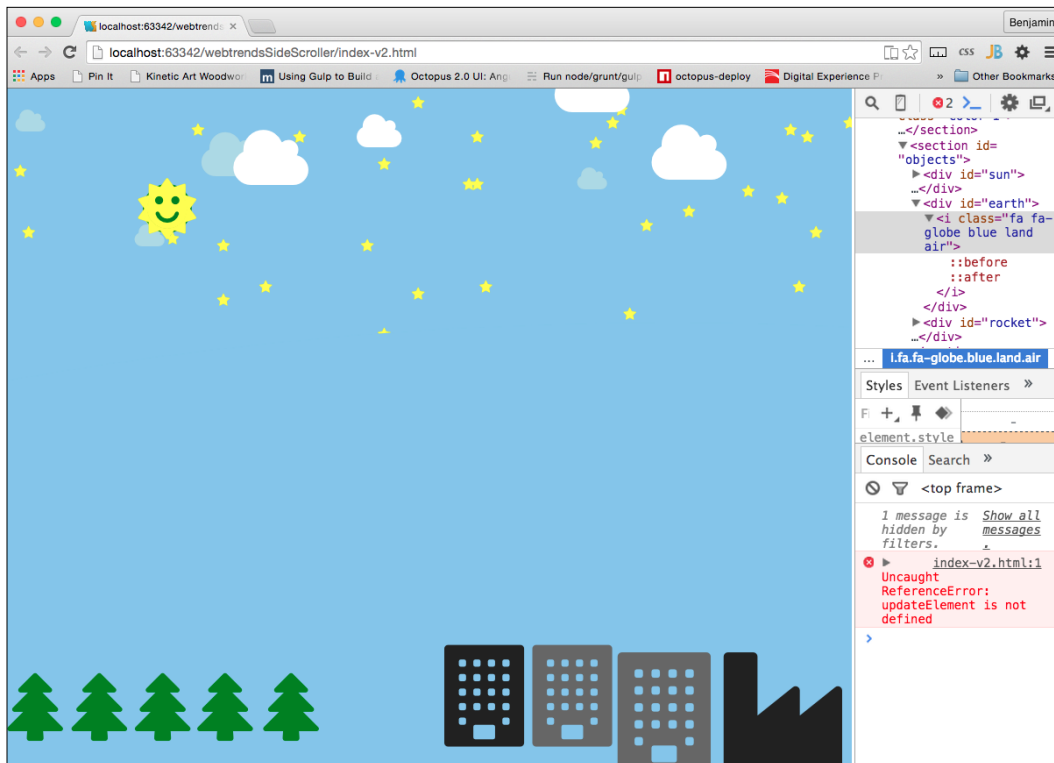 localhost:63342/webtrends
Benjamin
localhost:63342/webtrendsSideScroller/index-v2.html
css JB
Apps Pin It Kinetic Art Woodwor Using Gulp to Build Octopus 2.0 UI: Ang Run node/grunt/gulp octopus-deploy Digital Experience P » Other Bookmarks
2
…</section>
▼<section id=
"objects">
▶<div id="sun">
…</div>
▼<div id="earth">
▼<i class="fa fa-
globe blue land
air">
::before
::after
</i>
</div>
▶<div id="rocket">
…</div>
... i.fa.fa-globe.blue.land.air
Styles Event Listeners »
element.style
Console Search »
<top frame>
1 message is Show all
hidden by messages
filters. .
index-v2.html:1
Uncaught
ReferenceError:
updateElement is not
defined